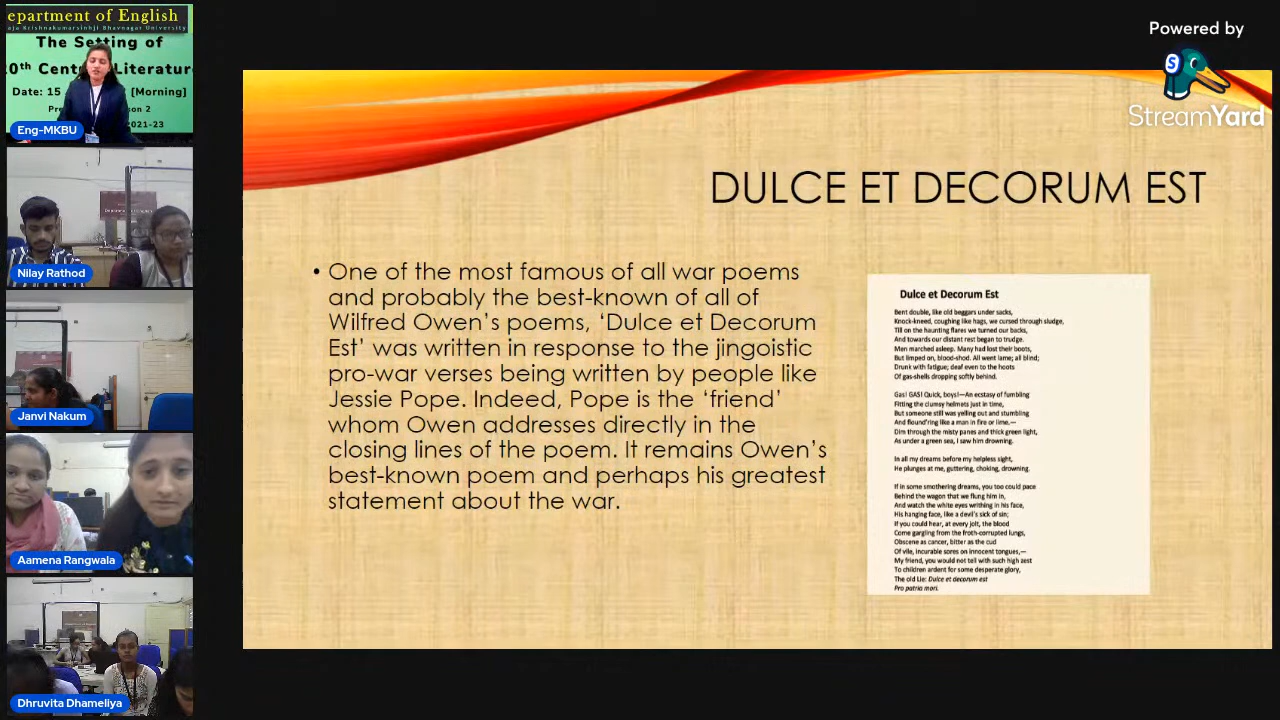 epartment of English
aja Krishnakumarsinhji Bhavnagar University
The Setting of
0th Cent Literature
Date: 15 [Morning]
son 2
2021-23
Eng-MKBU
Nilay Rathod
Janvi Nakum
Aamena Rangwala
Dhruvita Dhameliya
Powered by
S
StreamYard
DULCE ET DECORUM EST
• One of the most famous of all war poems
and probably the best-known of all of
Wilfred Owen's poems, ‘Dulce et Decorum
Est’ was written in response to the jingoistic
pro-war verses being written by people like
Jessie Pope. Indeed, Pope is the ‘friend’
whom Owen addresses directly in the
closing lines of the poem. It remains Owen's
best-known poem and perhaps his greatest
statement about the war.
Dulce et Decorum Est
Bent double, like old beggars under sacks,
Knock-kneed, coughing like hags, we cursed through sludge,
Till on the haunting flares we turned our backs,
And towards our distant rest began to trudge.
Men marched asleep. Many had lost their boots,
But limped on, blood-shod. All went lame; all blind;
Drunk with fatigue; deaf even to the hoots
Of gas-shells dropping softly behind.
Gas! GAS! Quick, boys!—An ecstasy of fumbling
Fitting the clumsy helmets just in time,
But someone still was yelling out and stumbling
And flound'ring like a man in fire or lime.—
Dim through the misty panes and thick green light,
As under a green sea, I saw him drowning.
In all my dreams before my helpless sight,
He plunges at me, guttering, choking, drowning.
If in some smothering dreams, you too could pace
Behind the wagon that we flung him in,
And watch the white eyes writhing in his face,
His hanging face, like a devil's sick of sin;
If you could hear, at every jolt, the blood
Come gargling from the froth-corrupted lungs,
Obscene as cancer, bitter as the cud
Of vile, incurable sores on innocent tongues,—
My friend, you would not tell with such high zest
To children ardent for some desperate glory,
The old Lie: Dulce et decorum est
Pro patria mori.